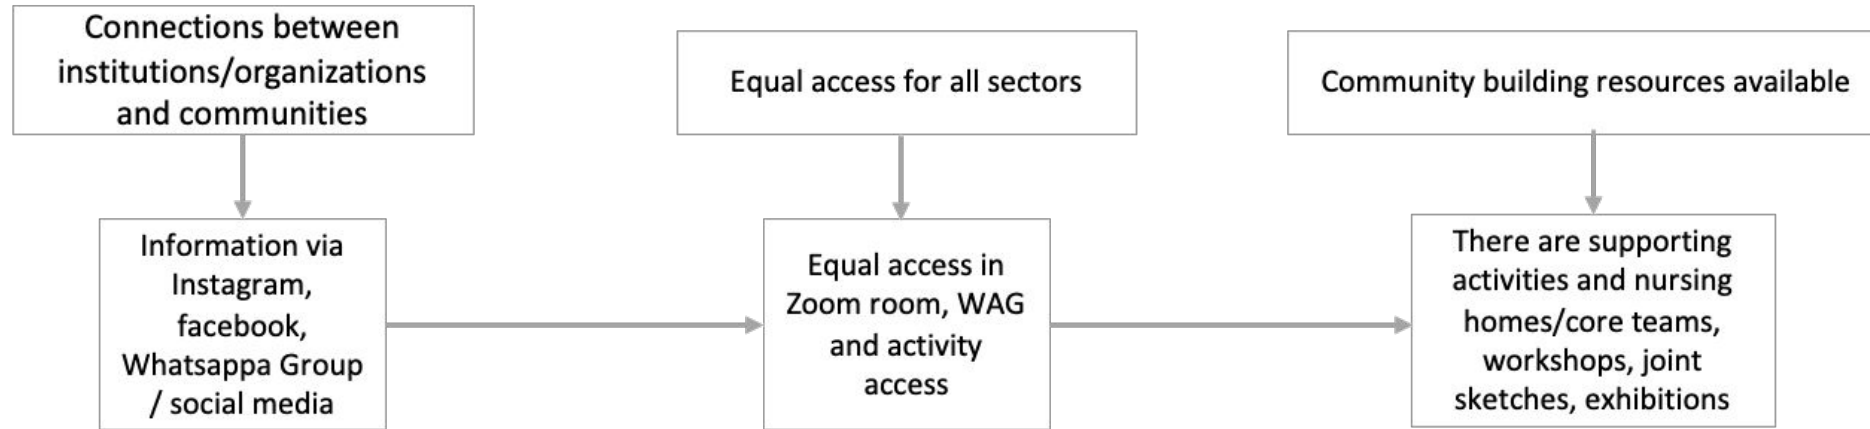 Connections between
institutions/organizations
and communities
Equal access for all sectors
Community building resources available
Information via
Instagram,
facebook,
Whatsappa Group
/ social media
Equal access in
Zoom room, WAG
and activity
access
There are supporting
activities and nursing
homes/core teams,
workshops, joint
sketches, exhibitions